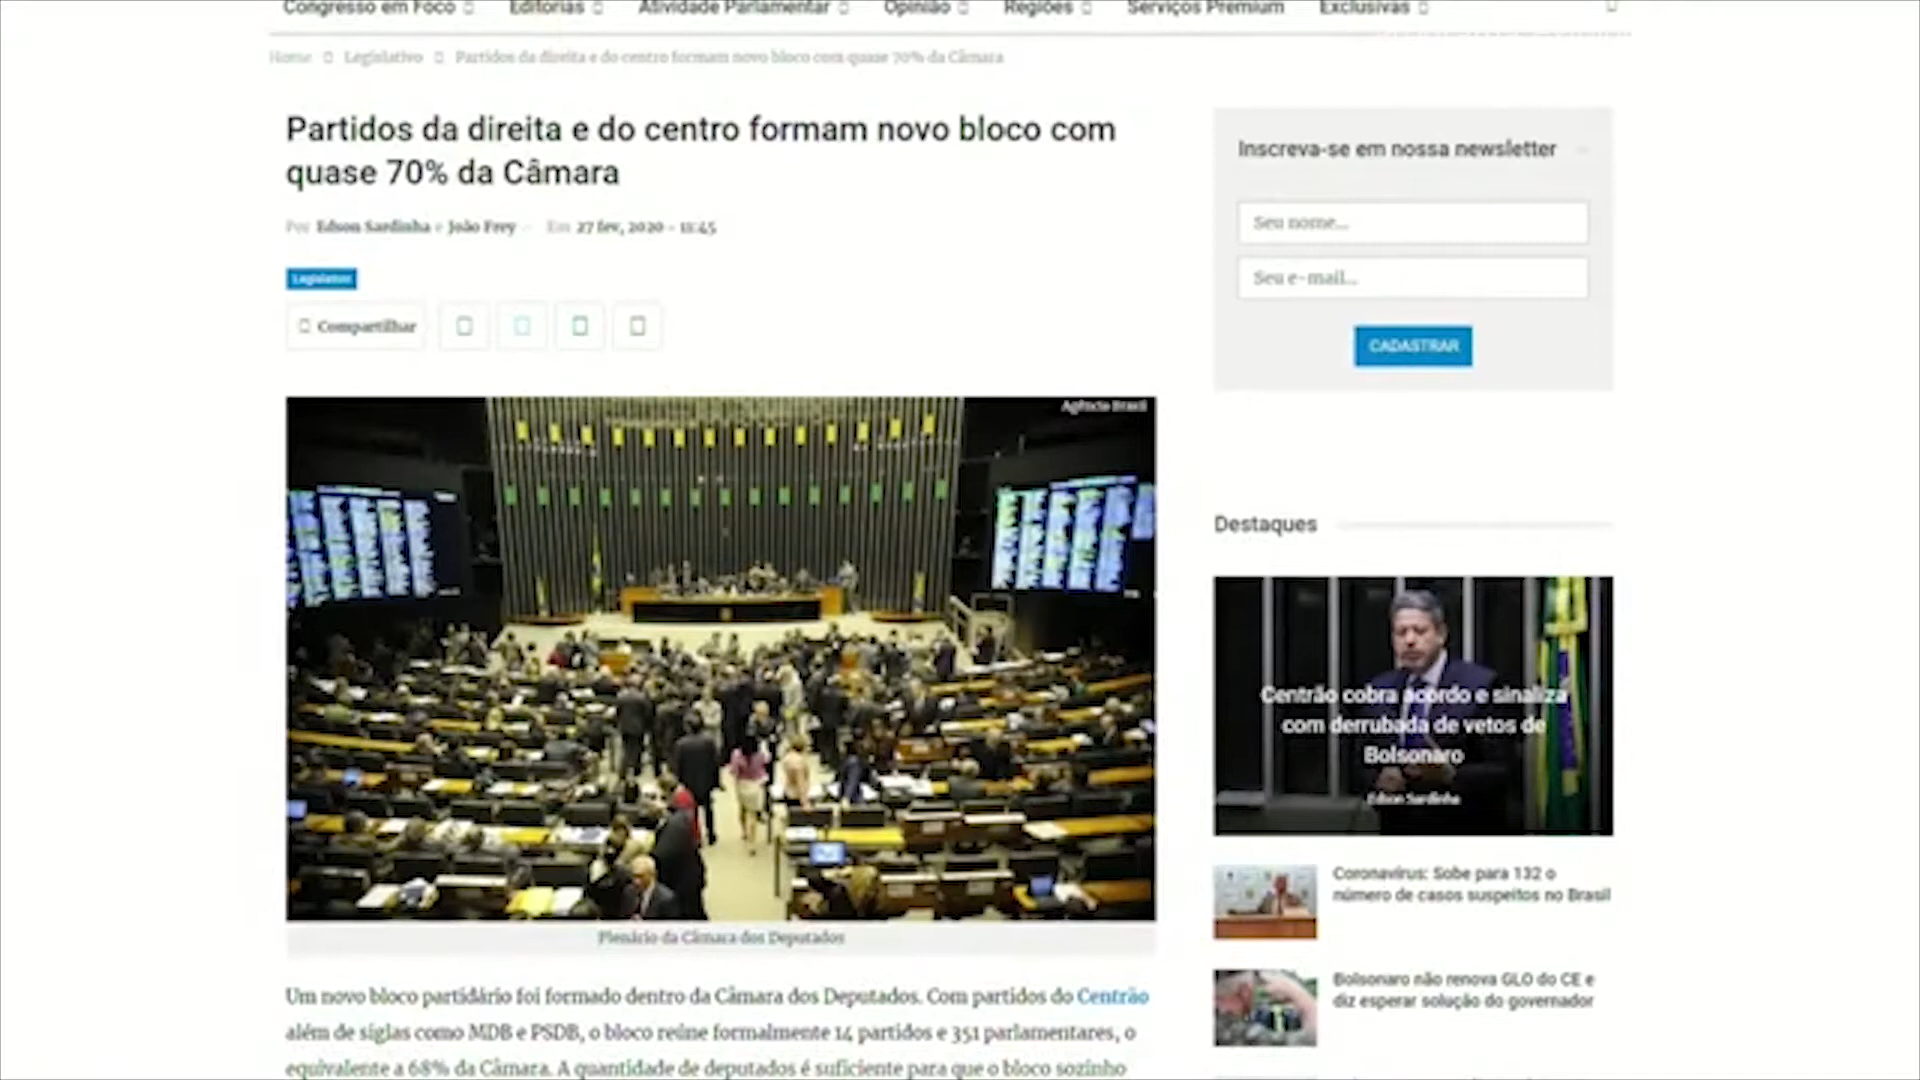 Congresso em Foco Editorias Atividade Parlamentar Opinião Regiões Serviços Premium Exclusivas
Home Legislativo Partidos da direita e do centro formam novo bloco com quase 70% da Câmara
Partidos da direita e do centro formam novo bloco com
quase 70% da Câmara
Por Edson Sardinha e João Frey - Em 27 fev, 2020 - 11:45
Legislativo
Compartilhar
Agência Brasil
Plenário da Câmara dos Deputados
Um novo bloco partidário foi formado dentro da Câmara dos Deputados. Com partidos do Centrão
além de siglas como MDB e PSDB, o bloco reúne formalmente 14 partidos e 351 parlamentares, o
equivalente a 68% da Câmara. A quantidade de deputados é suficiente para que o bloco sozinho
Inscreva-se em nossa newsletter
Seu nome...
Seu e-mail...
CADASTRAR
Destaques
Centrão cobra acordo e sinaliza
com derrubada de vetos de
Bolsonaro
Edson Sardinha
Coronavírus: Sobe para 132 o
número de casos suspeitos no Brasil
Bolsonaro não renova GLO do CE e
diz esperar solução do governador